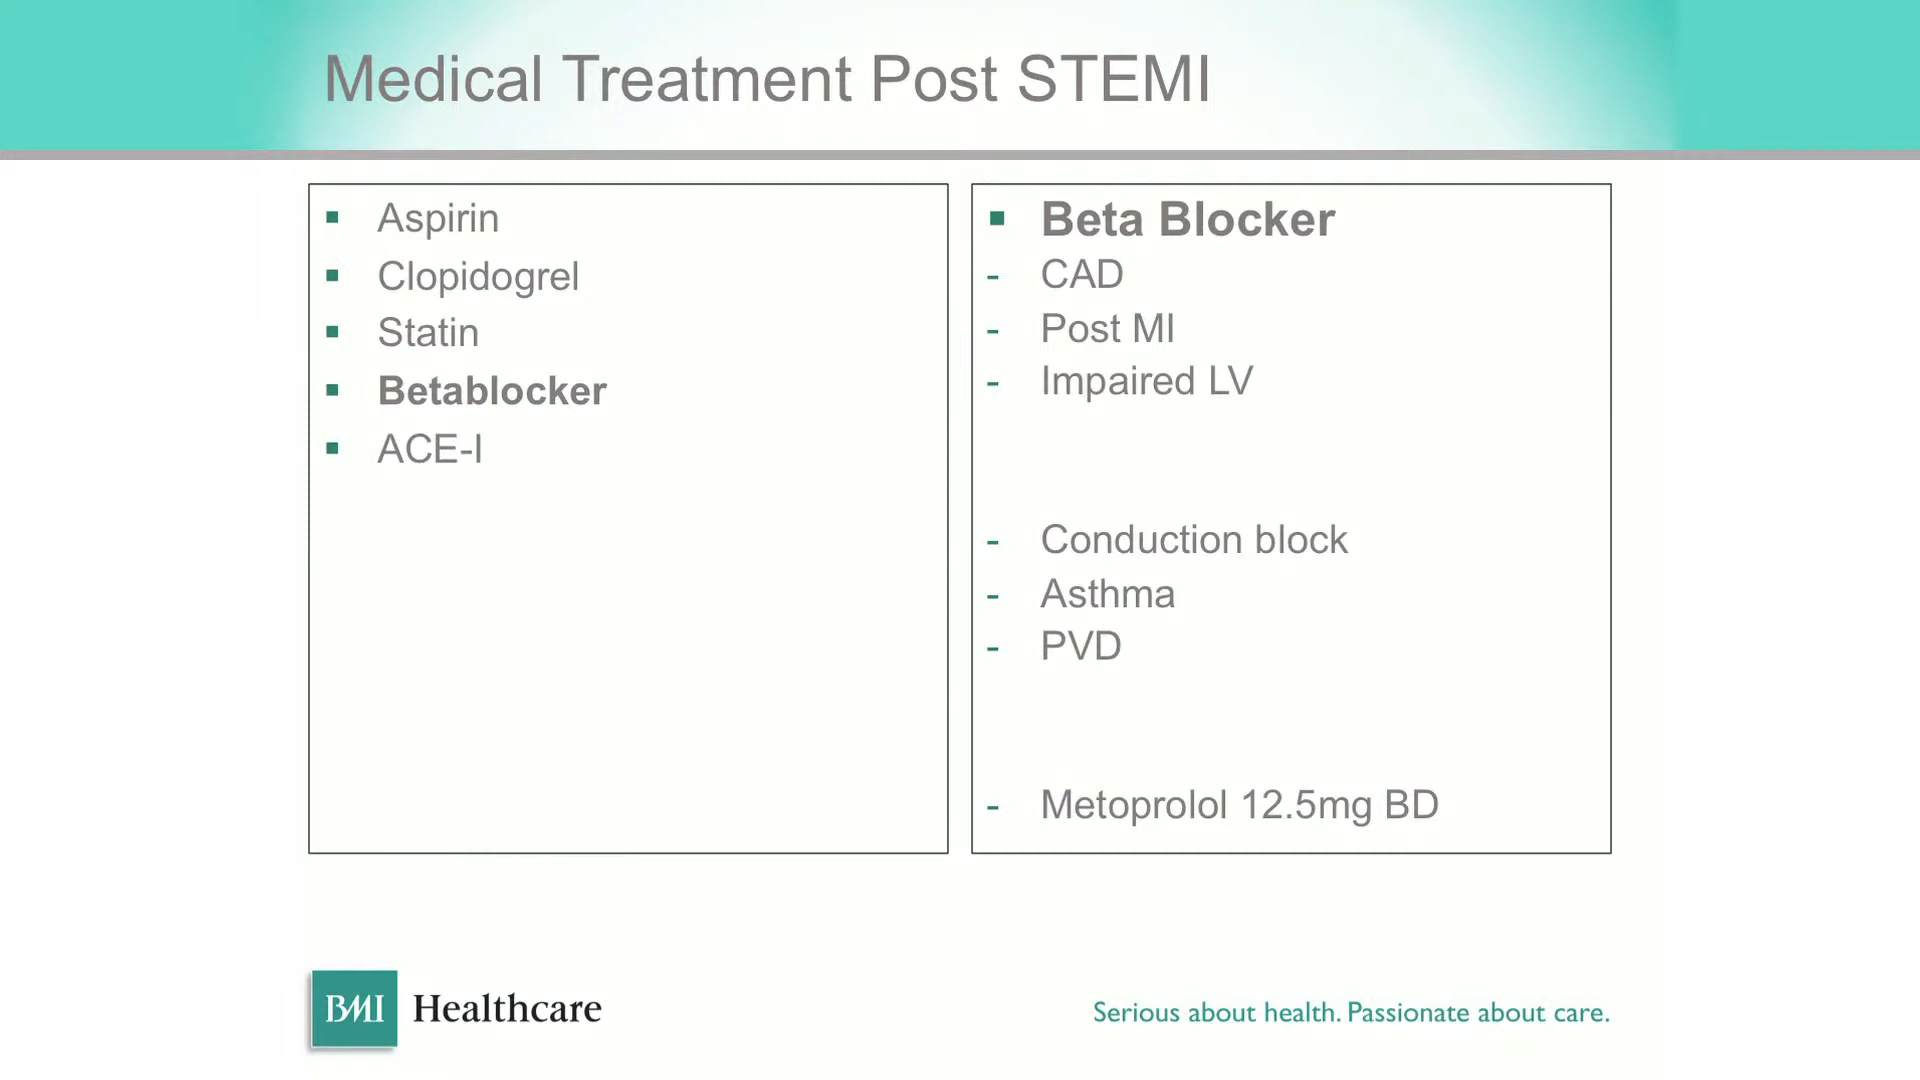 Medical Treatment Post STEMI
▪ Aspirin
▪ Clopidogrel
▪ Statin
▪ Betablocker
▪ ACE-I
▪ Beta Blocker
- CAD
- Post MI
- Impaired LV
- Conduction block
- Asthma
- PVD
- Metoprolol 12.5mg BD
BMI Healthcare
Serious about health. Passionate about care.